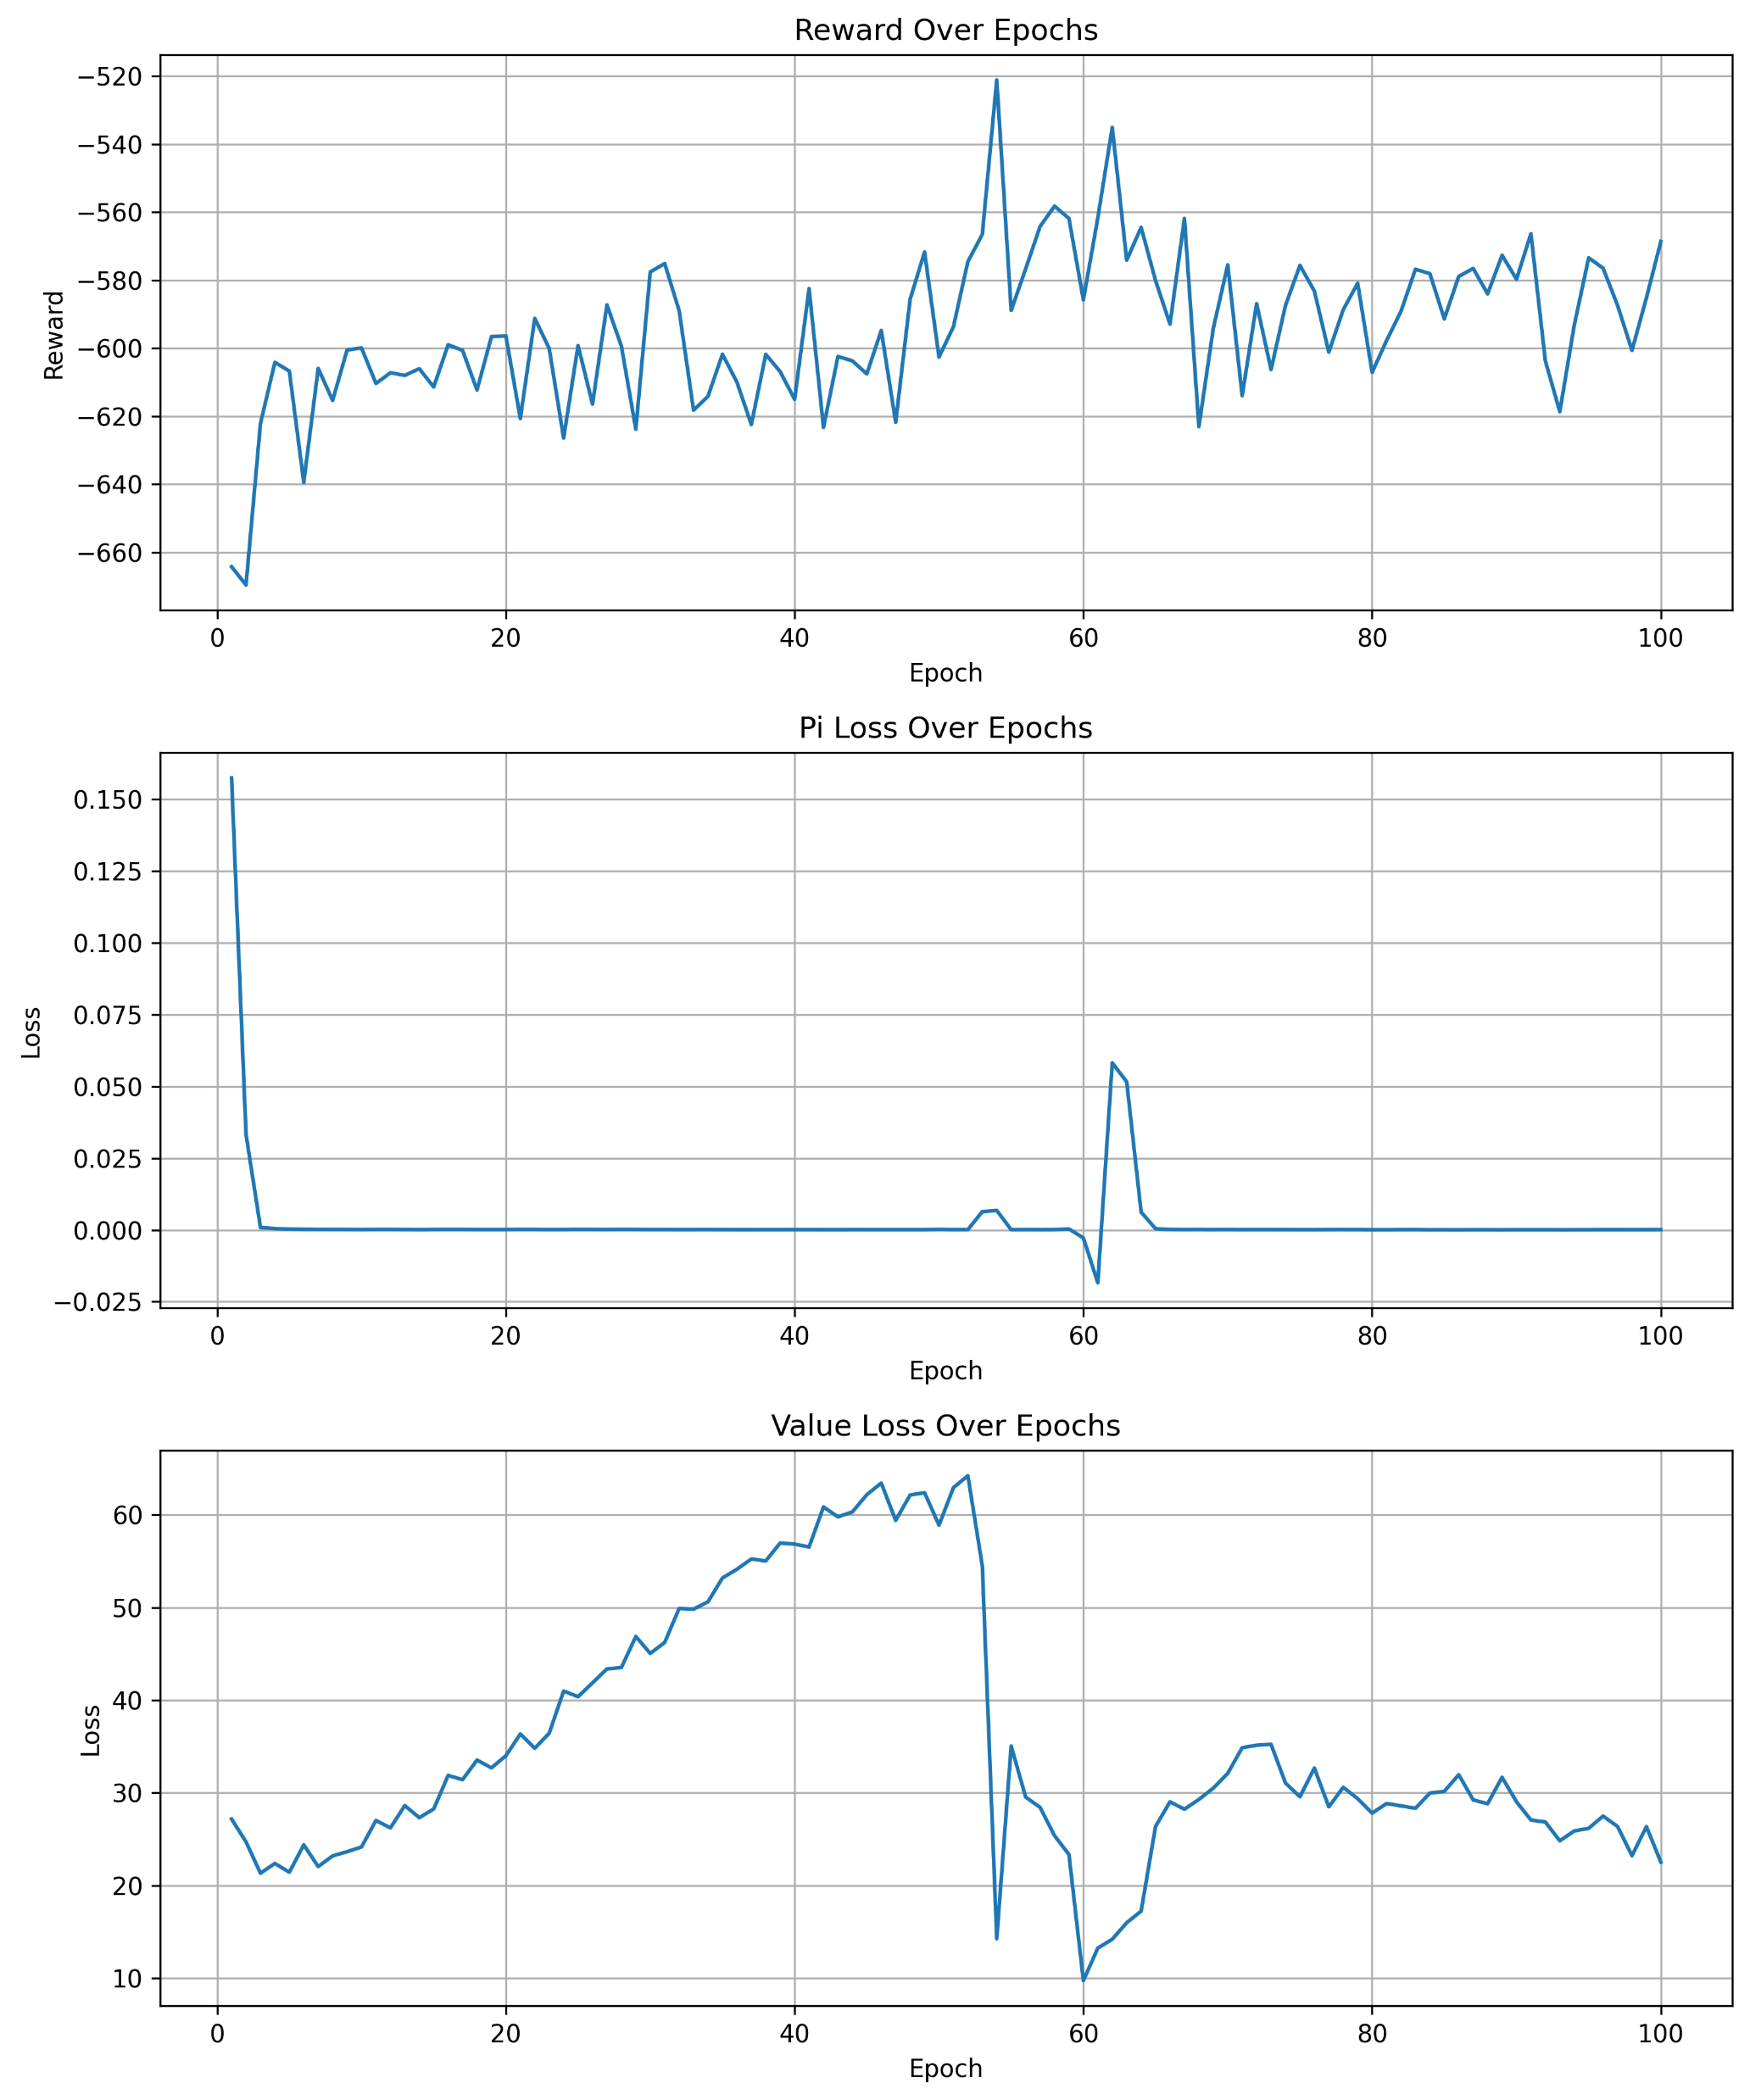 Reward Over Epochs
−520
−540
−560
−580
−600
−620
−640
−660
Reward
0 20 40 60 80 100
Epoch
Pi Loss Over Epochs
0.150
0.125
0.100
0.075
0.050
0.025
0.000
−0.025
Loss
0 20 40 60 80 100
Epoch
Value Loss Over Epochs
60
50
40
30
20
10
Loss
0 20 40 60 80 100
Epoch